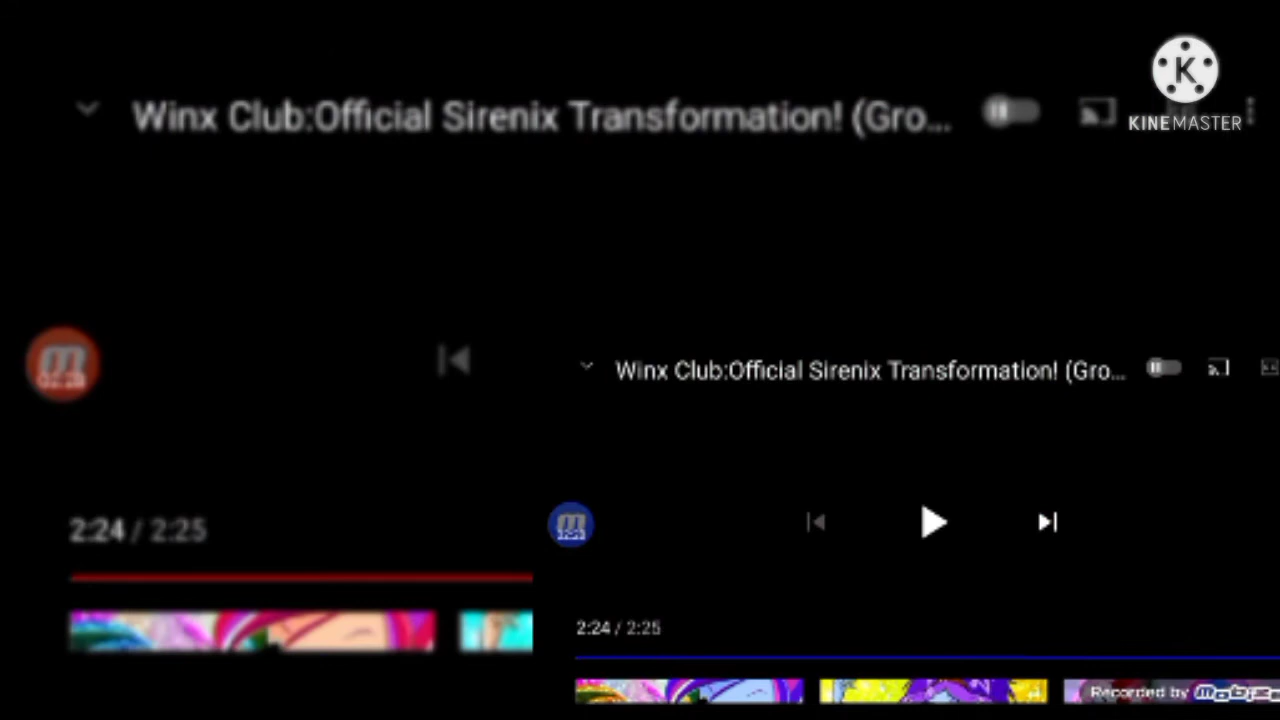 KINEMASTER
Winx Club:Official Sirenix Transformation! (Gro...
Winx Club:Official Sirenix Transformation! (Gro...
2:24 / 2:25
2:24 / 2:25
Recorded by